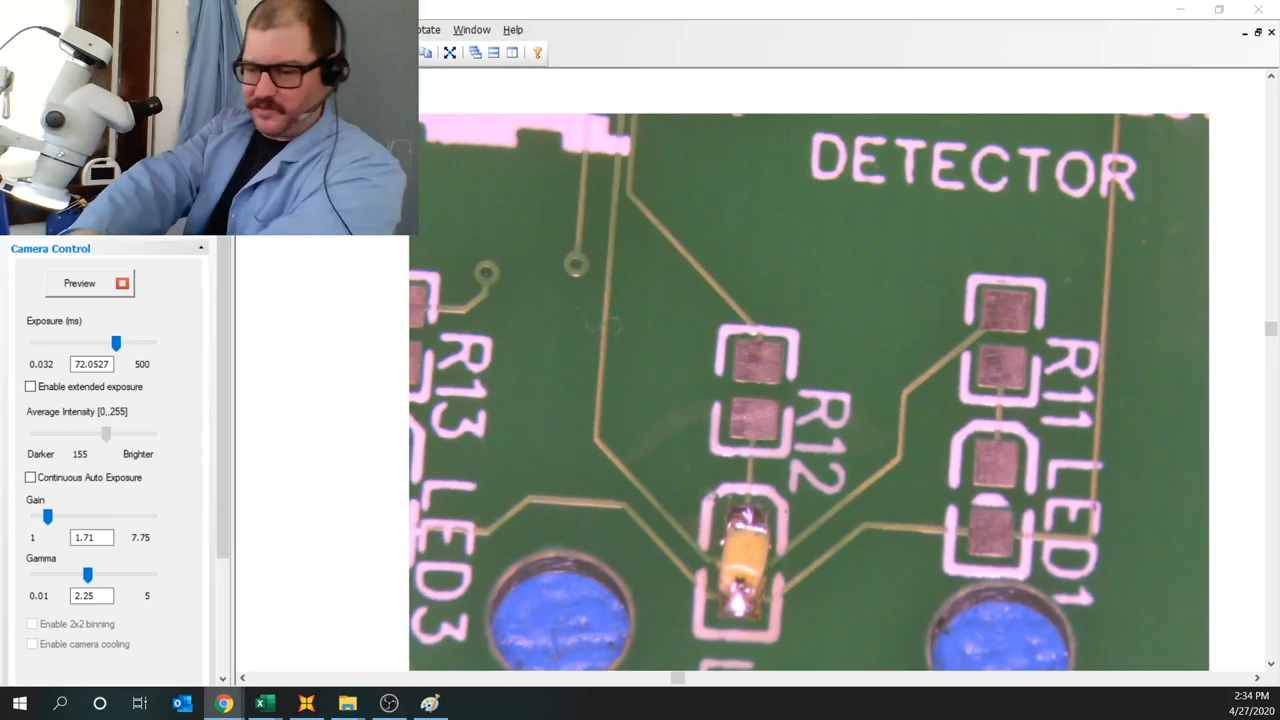 otate Window Help
Camera Control
Preview
Exposure (ms)
0.032 72.0527 500
Enable extended exposure
Average Intensity [0,,255]
Darker 155 Brighter
Continuous Auto Exposure
Gain
1 1.71 7.75
Gamma
0.01 2.25 5
Enable 2x2 binning
Enable camera cooling
DETECTOR
R13
LED3
R12
R11
LED1
2:34 PM
4/27/2020